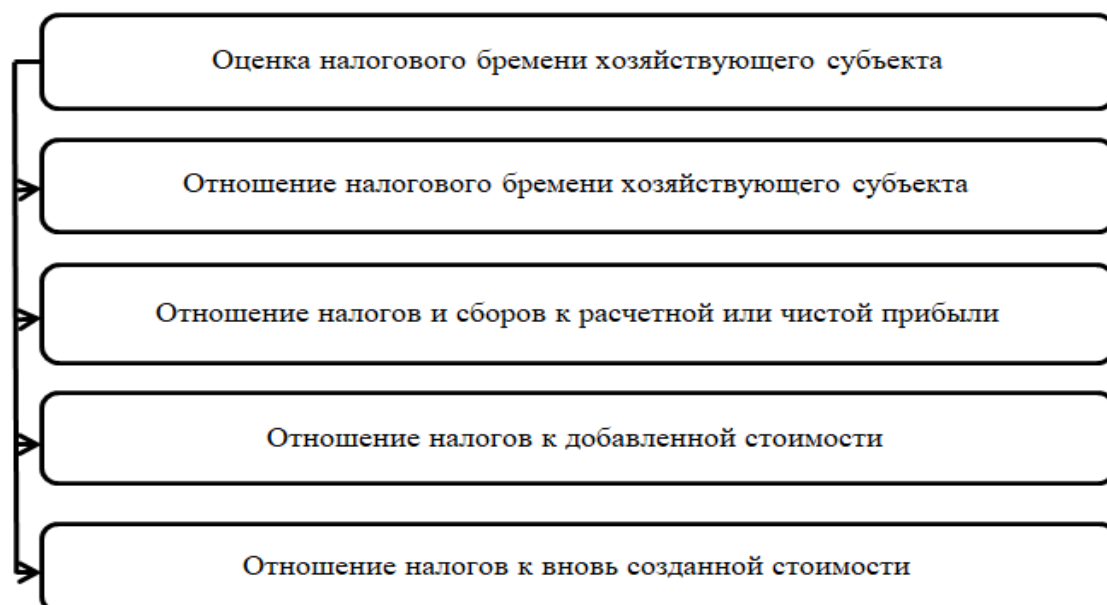 Оценка налогового бремени хозяйствующего субъекта
Отношение налогового бремени хозяйствующего субъекта
Отношение налогов и сборов к расчетной или чистой прибыли
Отношение налогов к добавленной стоимости
Отношение налогов к вновь созданной стоимости